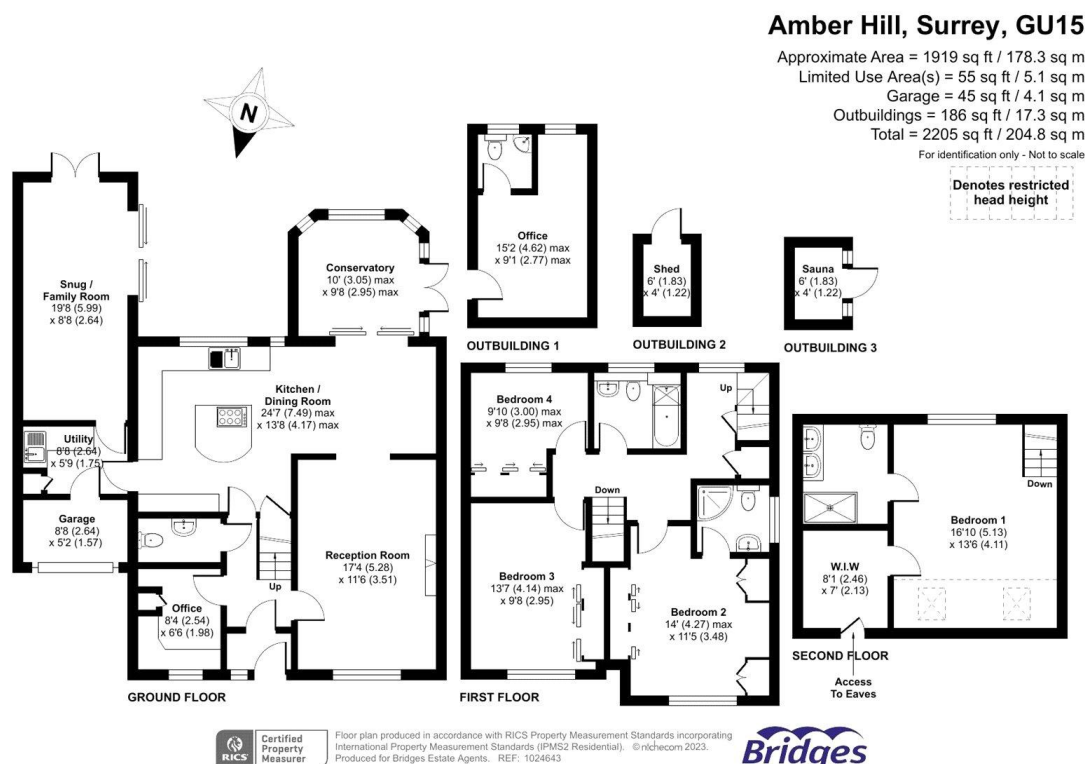 Amber Hill, Surrey, GU15
Approximate Area = 1919 sq ft / 178.3 sq m
Limited Use Area(s) = 55 sq ft / 5.1 sq m
Garage = 45 sq ft / 4.1 sq m
Outbuildings = 186 sq ft / 17.3 sq m
Total = 2205 sq ft / 204.8 sq m
For identification only - Not to scale
Denotes restricted
head height
N
Snug /
Family Room
19'8 (5.99)
x 8'8 (2.64)
Conservatory
10' (3.05) max
x 9'8 (2.95) max
Kitchen /
Dining Room
24'7 (7.49) max
x 13'8 (4.17) max
Utility
8'8 (2.64)
x 5'9 (1.75)
Garage
8'8 (2.64)
x 5'2 (1.57)
Reception Room
17'4 (5.28)
x 11'6 (3.51)
Up
Office
8'4 (2.54)
x 6'6 (1.98)
GROUND FLOOR
Office
15'2 (4.62) max
x 9'1 (2.77) max
OUTBUILDING 1
Shed
6' (1.83)
x 4' (1.22)
OUTBUILDING 2
Sauna
6' (1.83)
x 4' (1.22)
OUTBUILDING 3
Bedroom 4
9'10 (3.00) max
x 9'8 (2.95) max
Up
Down
Bedroom 3
13'7 (4.14) max
x 9'8 (2.95)
Bedroom 2
14' (4.27) max
x 11'5 (3.48)
FIRST FLOOR
Down
Bedroom 1
16'10 (5.13)
x 13'6 (4.11)
W.I.W
8'1 (2.46)
x 7' (2.13)
SECOND FLOOR
Access
To Eaves
RICS
Certified
Property
Measurer
Floor plan produced in accordance with RICS Property Measurement Standards incorporating
International Property Measurement Standards (IPMS2 Residential). © nichecom 2023.
Produced for Bridges Estate Agents. REF: 1024643
Bridges